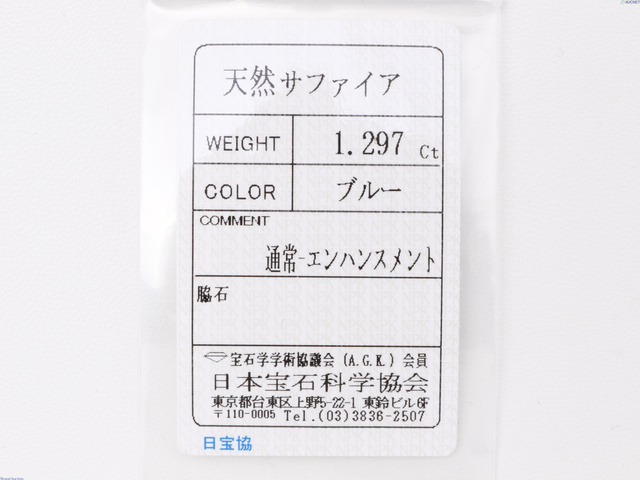 天然サファイア
WEIGHT 1.297 Ct
COLOR ブルー
COMMENT
通常-エンハンスメント
脇石
宝石学学術協議会(A.G.K.)会員
日本宝石科学協会
東京都台東区上野5-22-1 東鈴ビル6F
〒110-0005 Tel.(03)3836-2507
日宝協